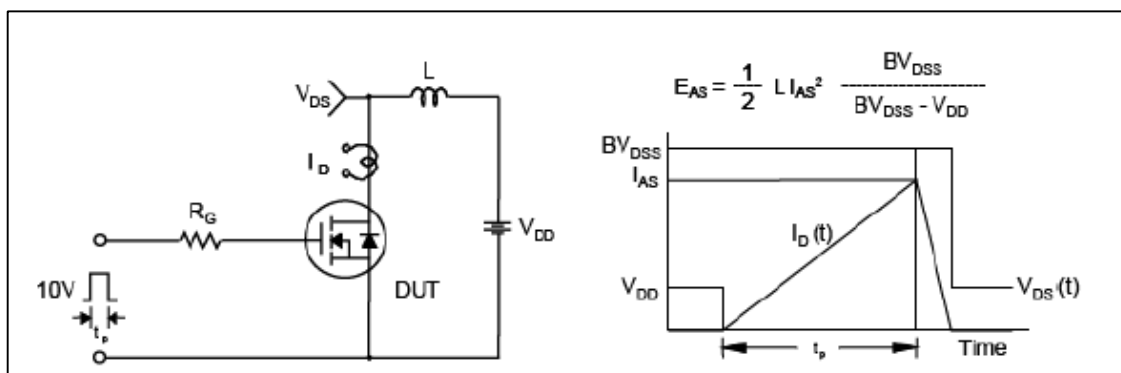 V_DS
L
I_D
R_G
V_DD
10V
t_p
DUT
E_AS = 1/2 L I_AS² BV_DSS / (BV_DSS - V_DD)
BV_DSS
I_AS
I_D (t)
V_DD
V_DS (t)
t_p
Time